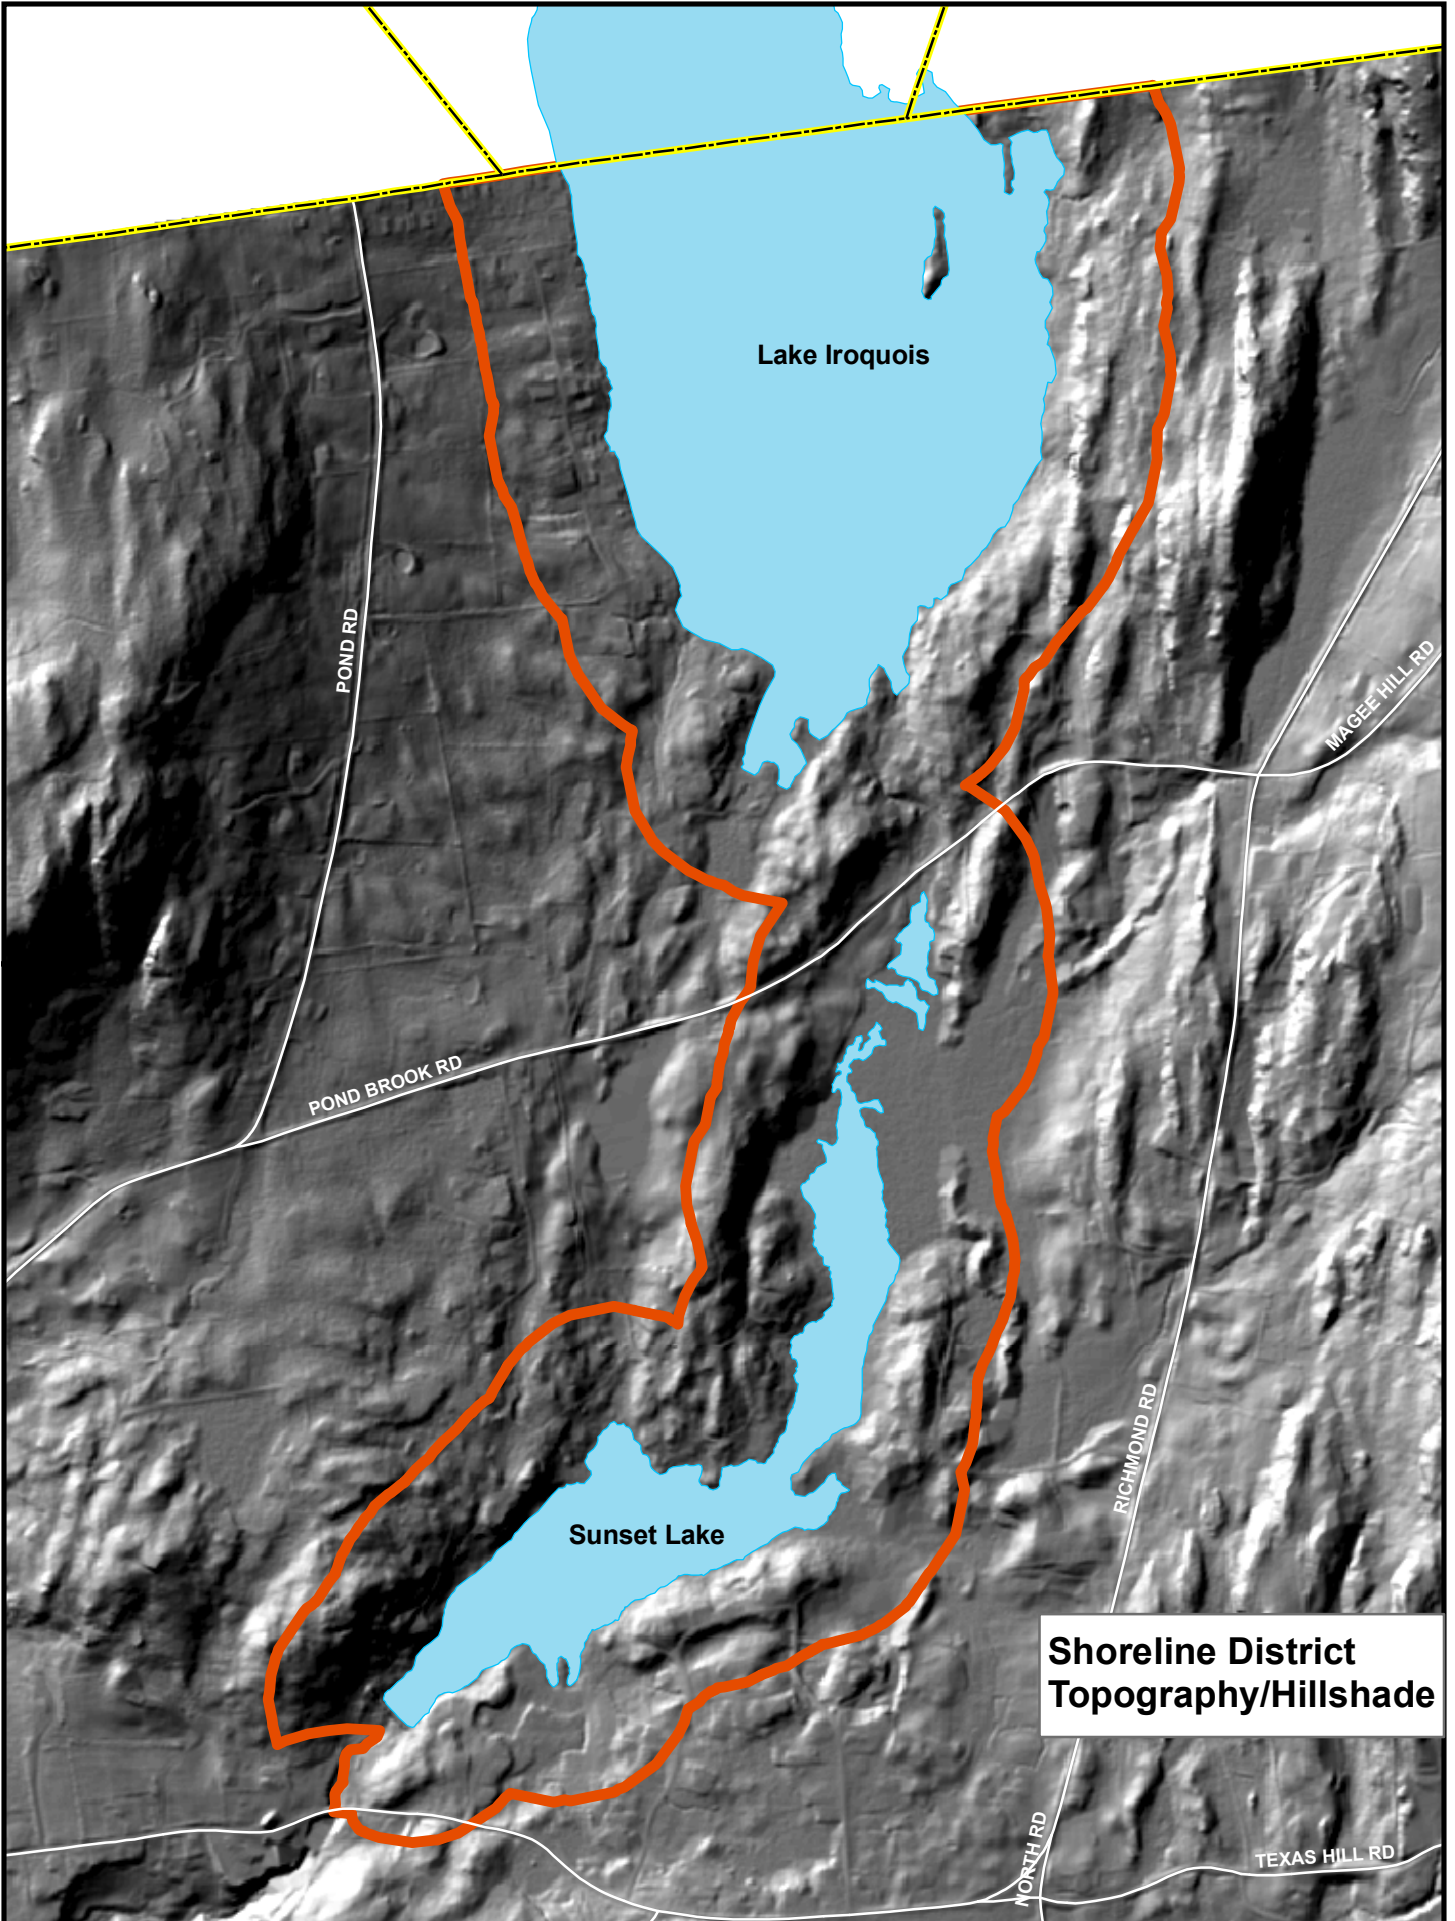 Lake Iroquois
POND RD
MAGEE HILL RD
POND BROOK RD
RICHMOND RD
Sunset Lake
Shoreline District
Topography/Hillshade
NORTH RD
TEXAS HILL RD